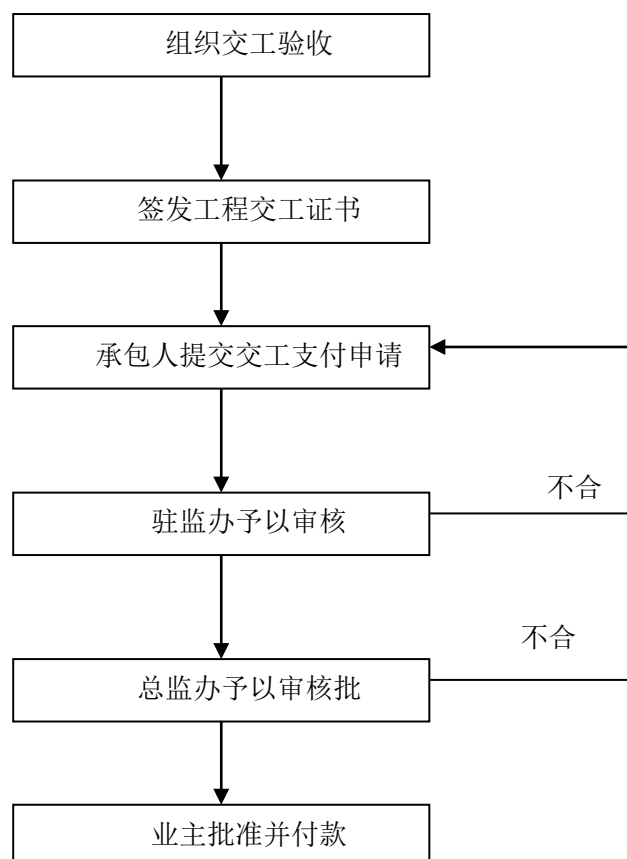 组织交工验收
签发工程交工证书
承包人提交交工支付申请
不合
驻监办予以审核
不合
总监办予以审核批
业主批准并付款